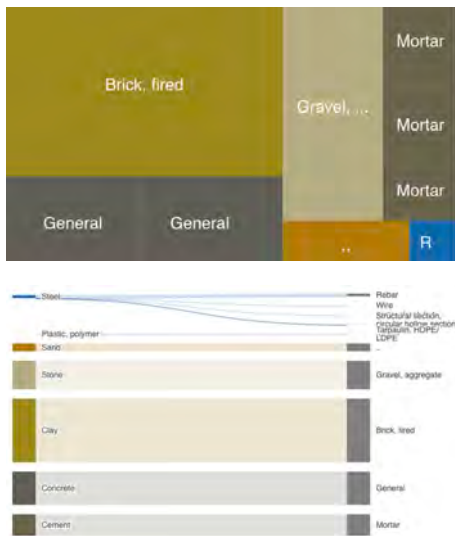 Mortar
Brick, fired
Gravel, ...
Mortar
Mortar
General
General
..
R
Steel
Rebar
Wire
Structural section,
circular hollow section
Plastic, polymer
Tarpaulin, HDPE/
LDPE
Sand
..
Stone
Gravel, aggregate
Clay
Brick, fired
Concrete
General
Cement
Mortar